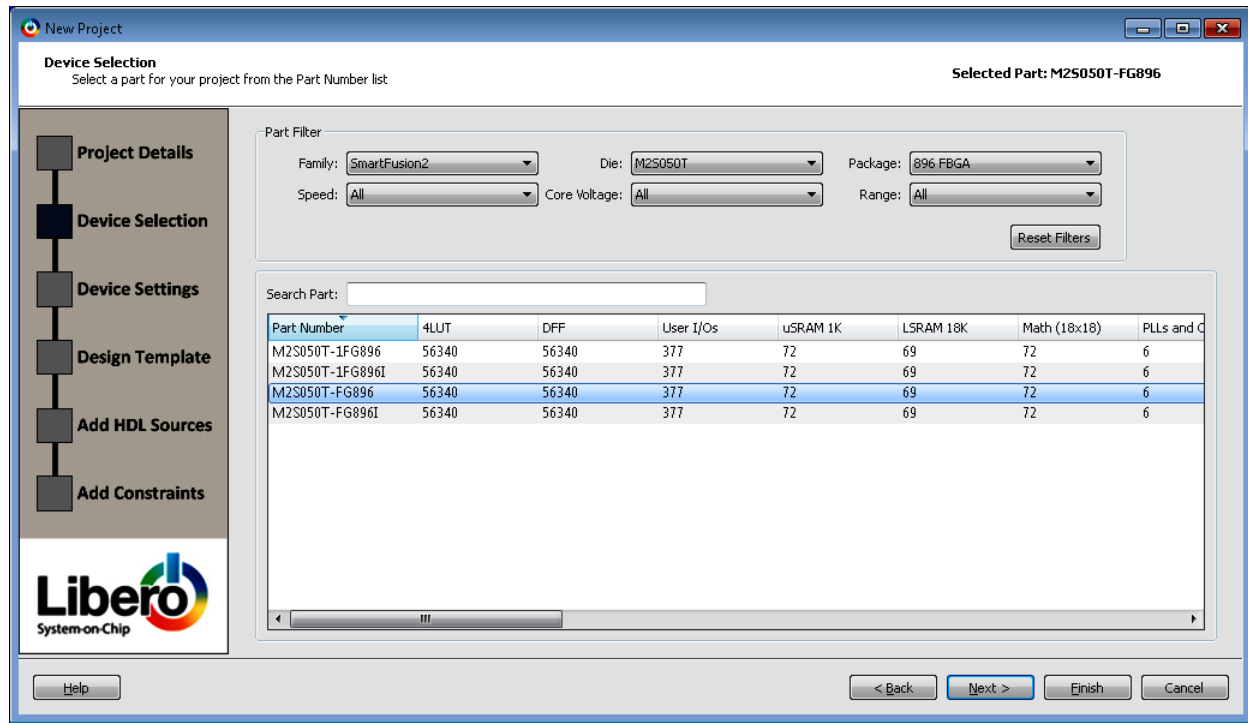 New Project
Device Selection
Select a part for your project from the Part Number list
Selected Part: M2S050T-FG896
Project Details
Device Selection
Device Settings
Design Template
Add HDL Sources
Add Constraints
Libero
System-on-Chip
Part Filter
Family: SmartFusion2 Die: M2S050T Package: 896 FBGA
Speed: All Core Voltage: All Range: All
Reset Filters
Search Part:
Part Number 4LUT DFF User I/Os uSRAM 1K LSRAM 18K Math (18x18) PLLs and C
M2S050T-1FG896 56340 56340 377 72 69 72 6
M2S050T-1FG896I 56340 56340 377 72 69 72 6
M2S050T-FG896 56340 56340 377 72 69 72 6
M2S050T-FG896I 56340 56340 377 72 69 72 6
Help < Back Next > Finish Cancel